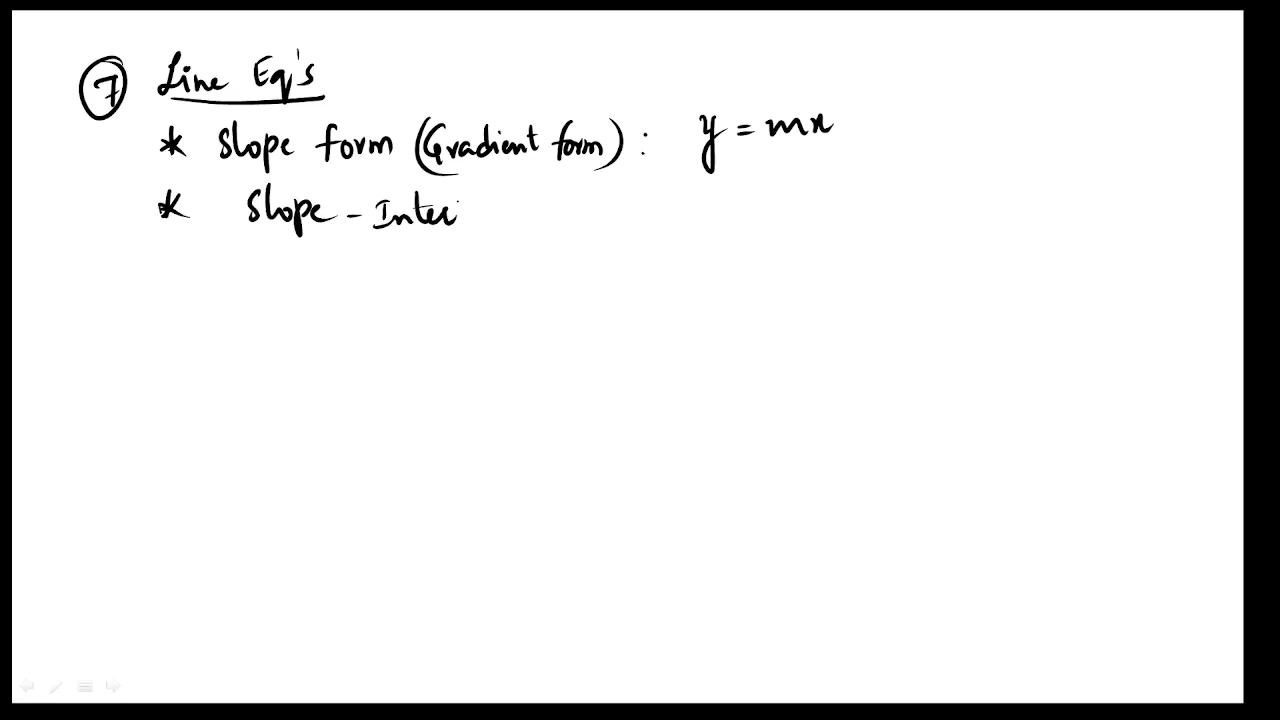 7 Line Eq's
* Slope form (Gradient form) : y = mx
* Slope - Inter